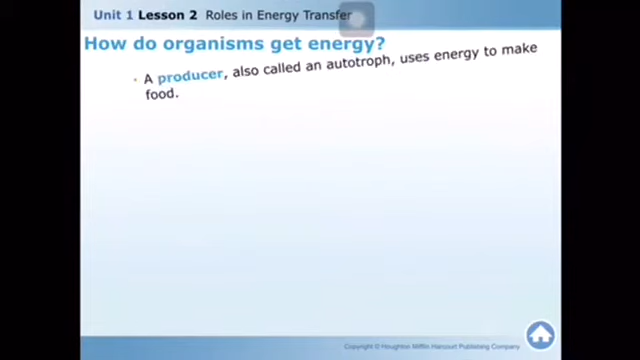 Unit 1 Lesson 2 Roles in Energy Transfer
How do organisms get energy?
• A producer, also called an autotroph, uses energy to make
food.
Copyright © Houghton Mifflin Harcourt Publishing Company